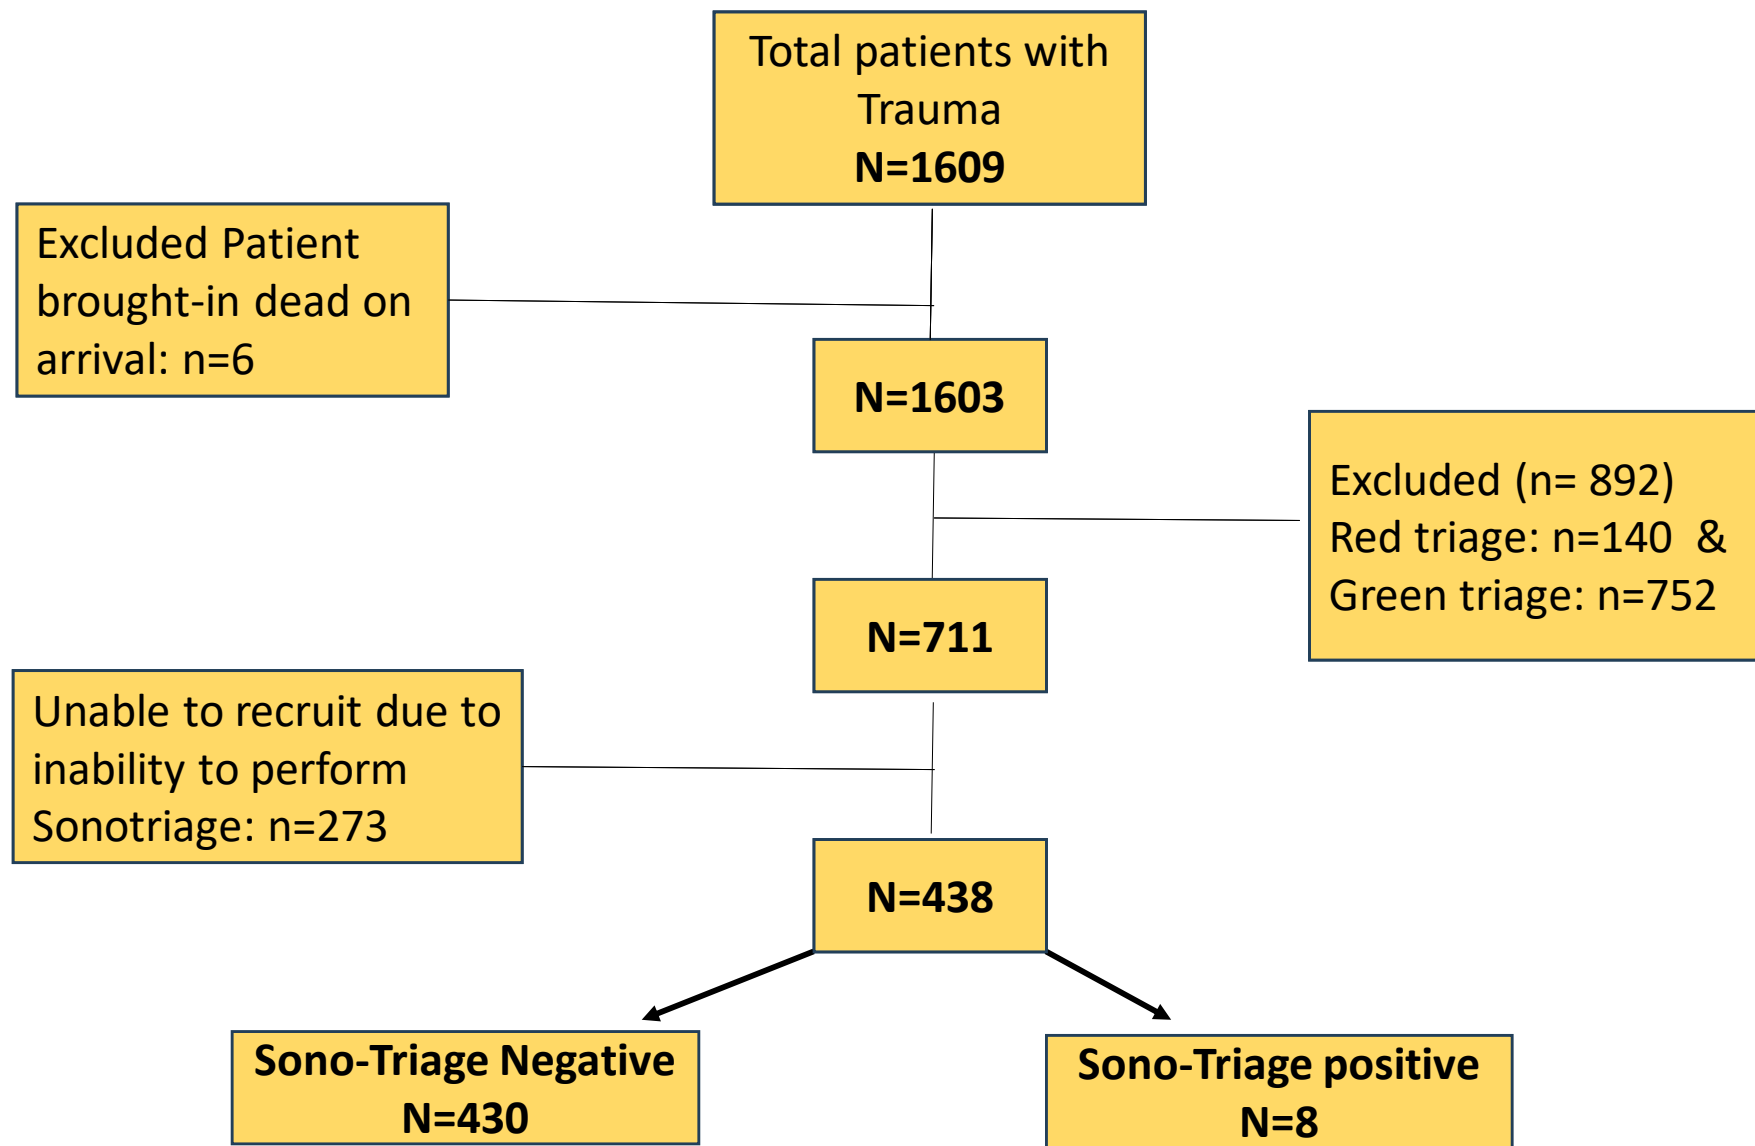 Total patients with
Trauma
N=1609
Excluded Patient
brought-in dead on
arrival: n=6
N=1603
Excluded (n= 892)
Red triage: n=140  &
Green triage: n=752
N=711
Unable to recruit due to
inability to perform
Sonotriage: n=273
N=438
Sono-Triage Negative
N=430
Sono-Triage positive
N=8